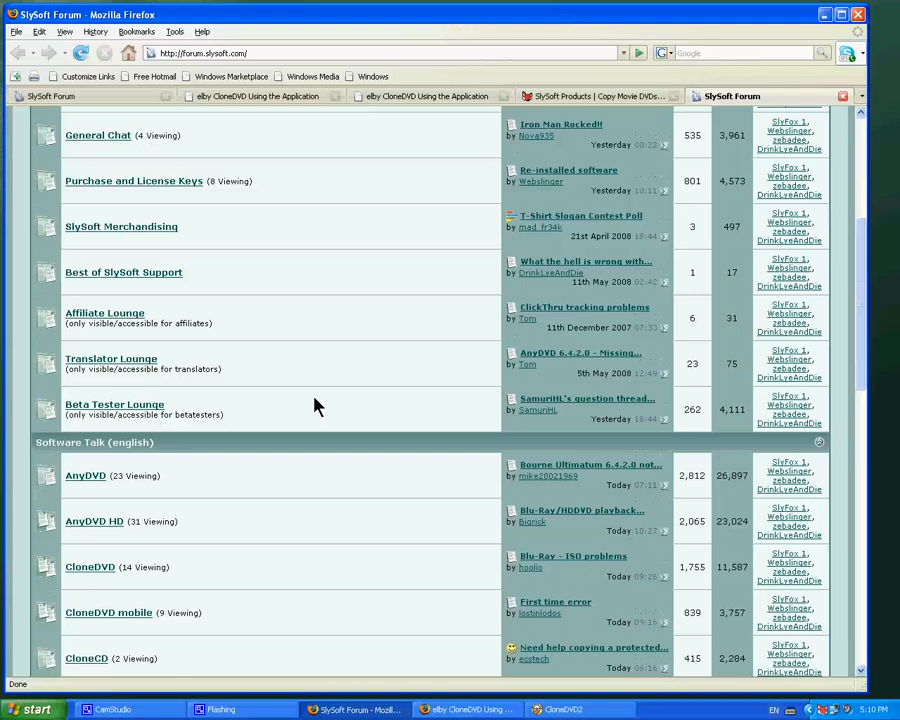 SlySoft Forum - Mozilla Firefox
File Edit View History Bookmarks Tools Help
http://forum.slysoft.com/ Google
Customize Links Free Hotmail Windows Marketplace Windows Media Windows
SlySoft Forum elby CloneDVD Using the Application elby CloneDVD Using the Application SlySoft Products | Copy Movie DVDs... SlySoft Forum
General Chat (4 Viewing)
Iron Man Rocked!!
by Nova935
Yesterday 00:22
535 3,961
SlyFox 1,
Webslinger,
zebadee,
DrinkLyeAndDie
Purchase and License Keys (8 Viewing)
Re-installed software
by Webslinger
Yesterday 10:11
801 4,573
SlyFox 1,
Webslinger,
zebadee,
DrinkLyeAndDie
SlySoft Merchandising
T-Shirt Slogan Contest Poll
by mad_fr34k
21st April 2008 18:44
3 497
SlyFox 1,
Webslinger,
zebadee,
DrinkLyeAndDie
Best of SlySoft Support
What the hell is wrong with...
by DrinkLyeAndDie
11th May 2008 02:42
1 17
SlyFox 1,
Webslinger,
zebadee,
DrinkLyeAndDie
Affiliate Lounge
(only visible/accessible for affiliates)
ClickThru tracking problems
by Tom
11th December 2007 07:33
6 31
SlyFox 1,
Webslinger,
zebadee,
DrinkLyeAndDie
Translator Lounge
(only visible/accessible for translators)
AnyDVD 6.4.2.0 - Missing...
by Tom
5th May 2008 12:49
23 75
SlyFox 1,
Webslinger,
zebadee,
DrinkLyeAndDie
Beta Tester Lounge
(only visible/accessible for betatesters)
SamuriHL's question thread...
by SamuriHL
Yesterday 18:44
262 4,111
SlyFox 1,
Webslinger,
zebadee,
DrinkLyeAndDie
Software Talk (english)
AnyDVD (23 Viewing)
Bourne Ultimatum 6.4.2.0 not...
by mike20021969
Today 07:11
2,812 26,897
SlyFox 1,
Webslinger,
zebadee,
DrinkLyeAndDie
AnyDVD HD (31 Viewing)
Blu-Ray/HDDVD playback...
by Bigrick
Today 10:27
2,065 23,024
SlyFox 1,
Webslinger,
zebadee,
DrinkLyeAndDie
CloneDVD (14 Viewing)
Blu-Ray - ISO problems
by hoolio
Today 09:26
1,755 11,587
SlyFox 1,
Webslinger,
zebadee,
DrinkLyeAndDie
CloneDVD mobile (9 Viewing)
First time error
by lostinlodos
Today 09:16
839 3,757
SlyFox 1,
Webslinger,
zebadee,
DrinkLyeAndDie
CloneCD (2 Viewing)
Need help copying a protected...
by ecstech
Today 06:16
415 2,284
SlyFox 1,
Webslinger,
zebadee,
DrinkLyeAndDie
Done
start CamStudio Flashing SlySoft Forum - Mozill... elby CloneDVD Using ... CloneDVD2 EN 5:10 PM